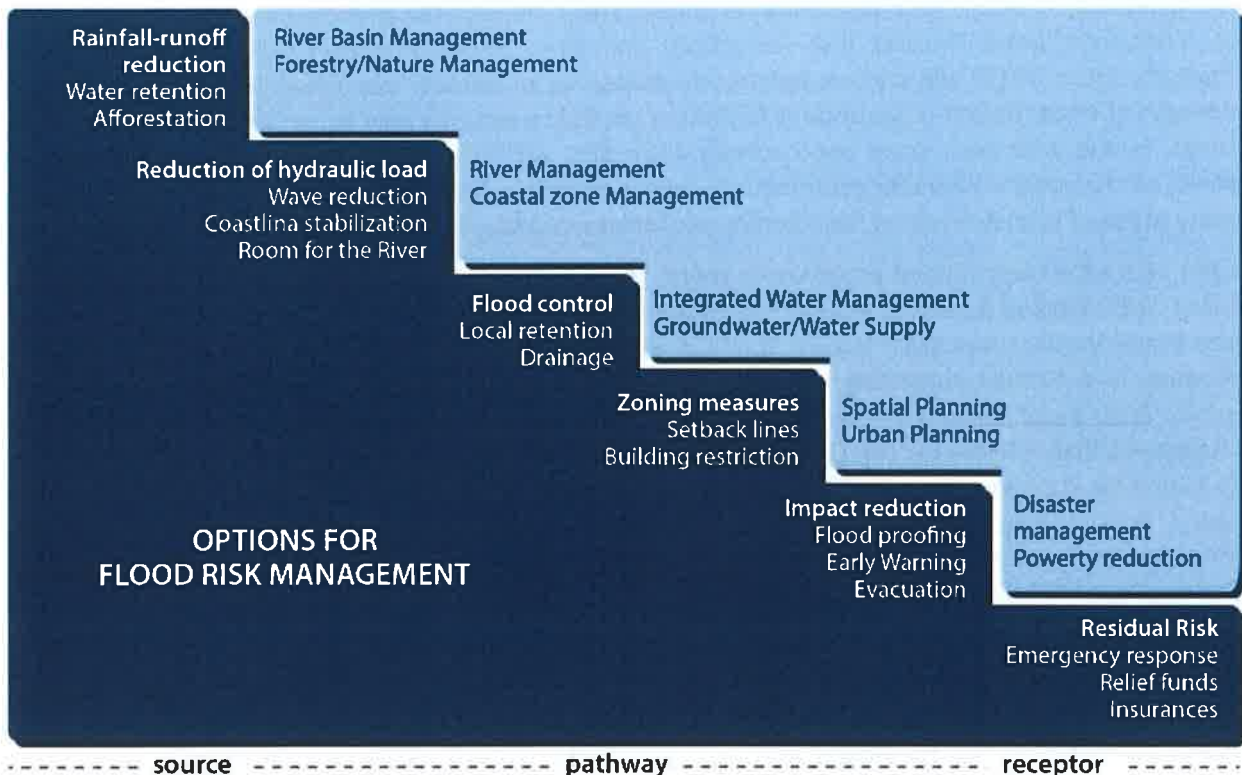 Rainfall-runoff
reduction
Water retention
Afforestation
River Basin Management
Forestry/Nature Management
Reduction of hydraulic load
Wave reduction
Coastlina stabilization
Room for the River
River Management
Coastal zone Management
Flood control
Local retention
Drainage
Integrated Water Management
Groundwater/Water Supply
Zoning measures
Setback lines
Building restriction
Spatial Planning
Urban Planning
Impact reduction
Flood proofing
Early Warning
Evacuation
Disaster
management
Powerty reduction
OPTIONS FOR
FLOOD RISK MANAGEMENT
Residual Risk
Emergency response
Relief funds
Insurances
source pathway receptor